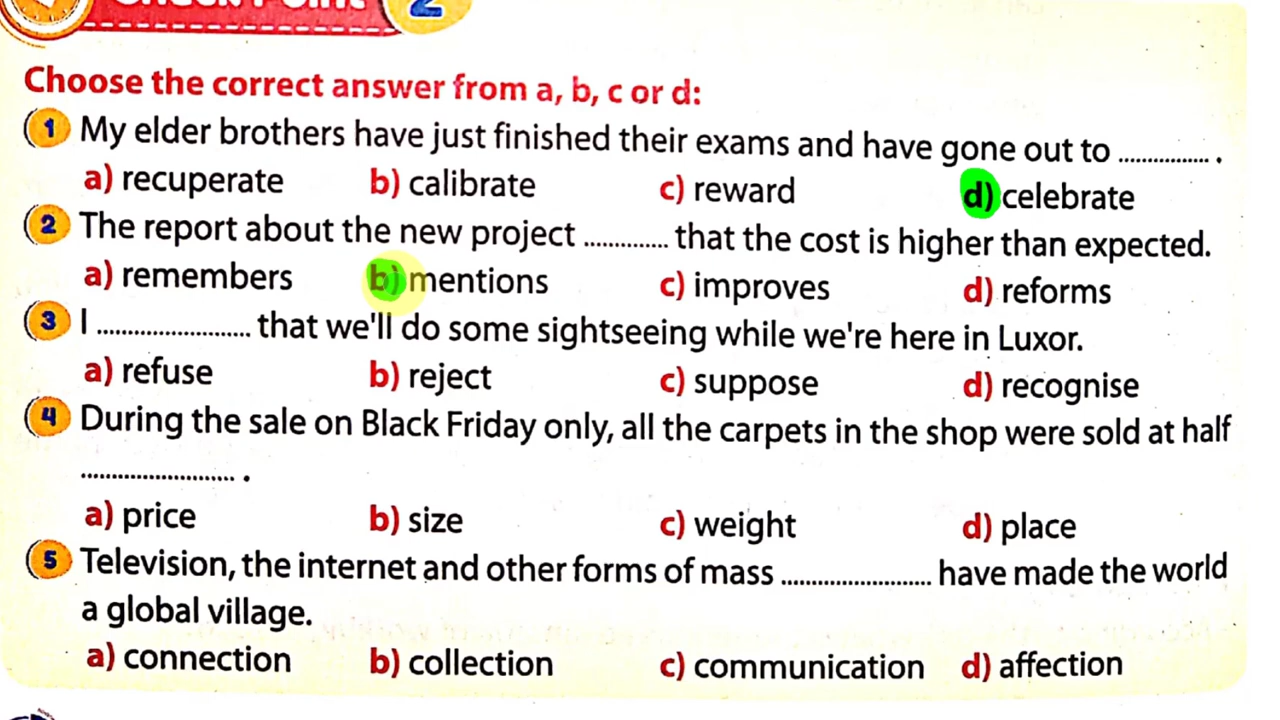 2
Choose the correct answer from a, b, c or d:
1 My elder brothers have just finished their exams and have gone out to ................. .
a) recuperate b) calibrate c) reward d) celebrate
2 The report about the new project .............. that the cost is higher than expected.
a) remembers b) mentions c) improves d) reforms
3 I ......................... that we'll do some sightseeing while we're here in Luxor.
a) refuse b) reject c) suppose d) recognise
4 During the sale on Black Friday only, all the carpets in the shop were sold at half
......................... .
a) price b) size c) weight d) place
5 Television, the internet and other forms of mass ......................... have made the world
a global village.
a) connection b) collection c) communication d) affection